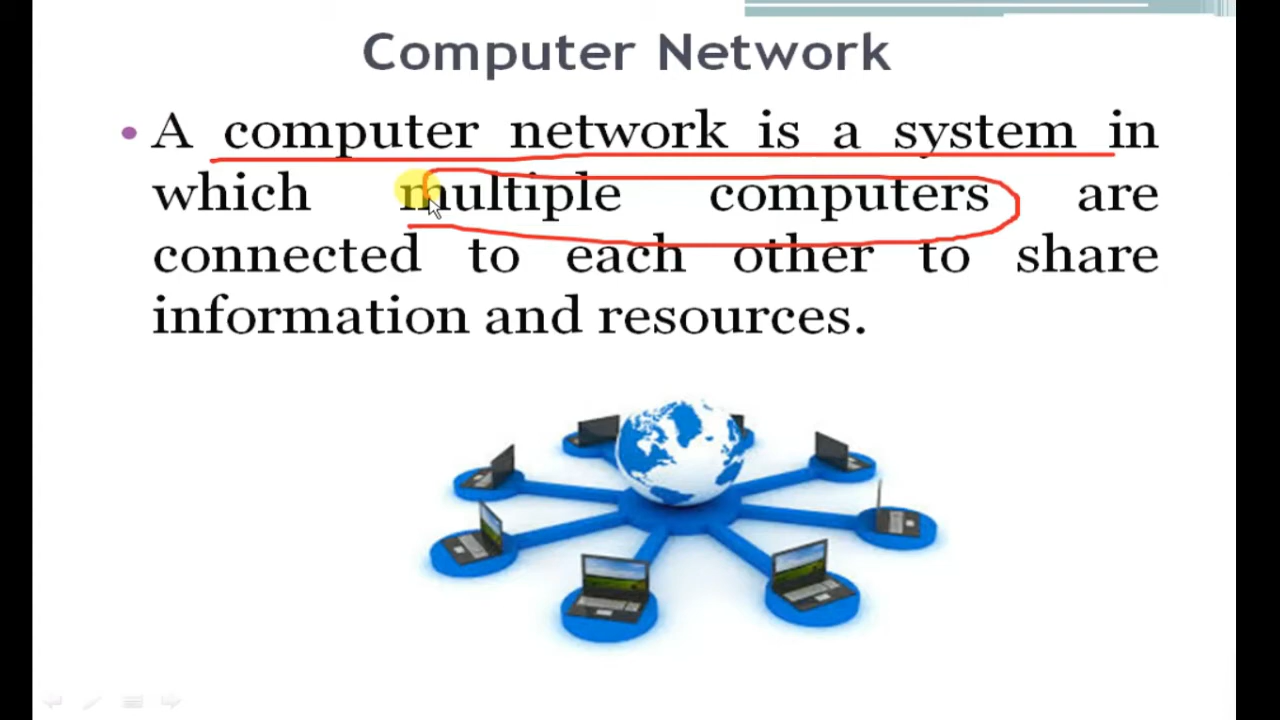 Computer Network
• A computer network is a system in
which multiple computers are
connected to each other to share
information and resources.